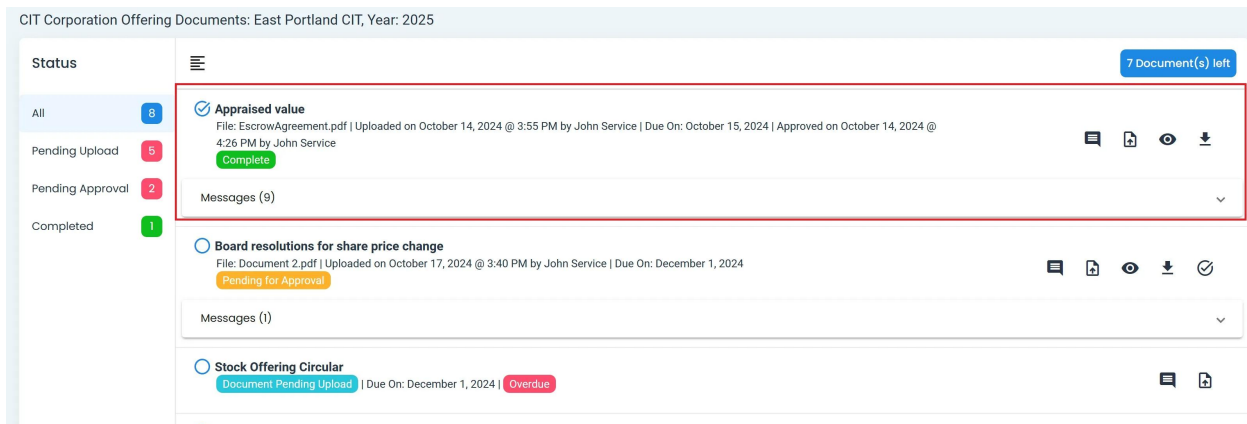 CIT Corporation Offering Documents: East Portland CIT, Year: 2025
Status
7 Document(s) left
All 8
Pending Upload 5
Pending Approval 2
Completed 1
Appraised value
File: EscrowAgreement.pdf | Uploaded on October 14, 2024 @ 3:55 PM by John Service | Due On: October 15, 2024 | Approved on October 14, 2024 @
4:26 PM by John Service
Complete
Messages (9)
Board resolutions for share price change
File: Document 2.pdf | Uploaded on October 17, 2024 @ 3:40 PM by John Service | Due On: December 1, 2024
Pending for Approval
Messages (1)
Stock Offering Circular
Document Pending Upload | Due On: December 1, 2024 | Overdue